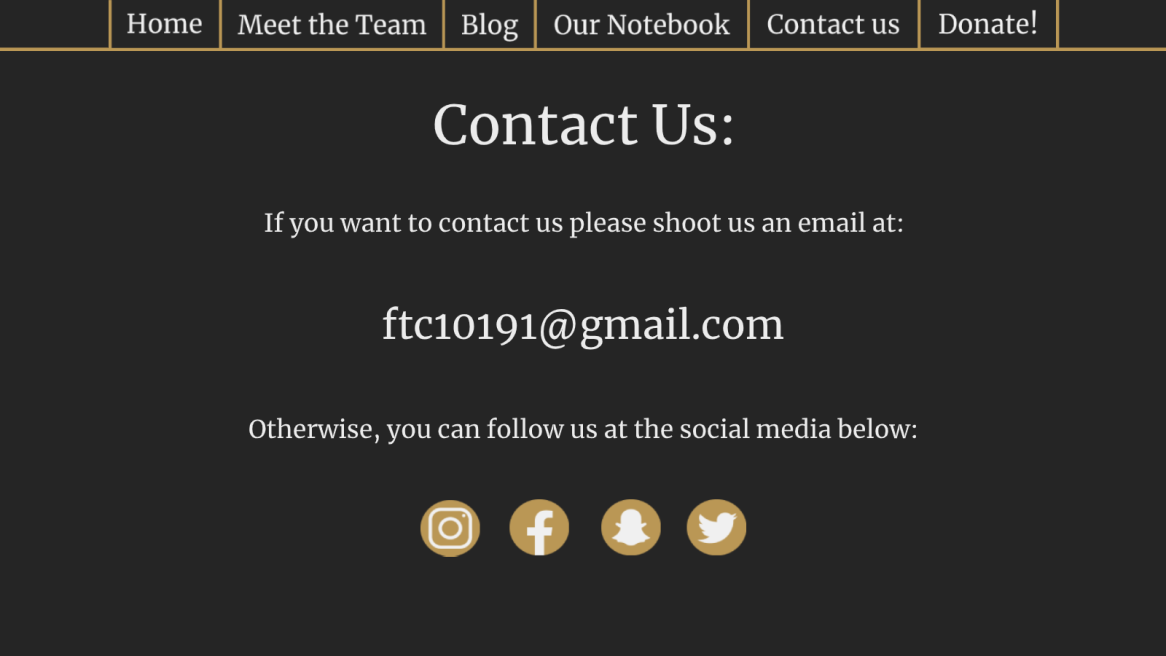 Home Meet the Team Blog Our Notebook Contact us Donate!
Contact Us:
If you want to contact us please shoot us an email at:
ftc10191@gmail.com
Otherwise, you can follow us at the social media below: